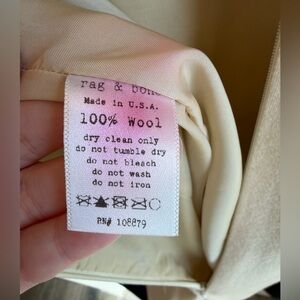 rag & bone
Made in U.S.A.
100% Wool
dry clean only
do not tumble dry
do not bleach
do not wash
do not iron
RN# 108879